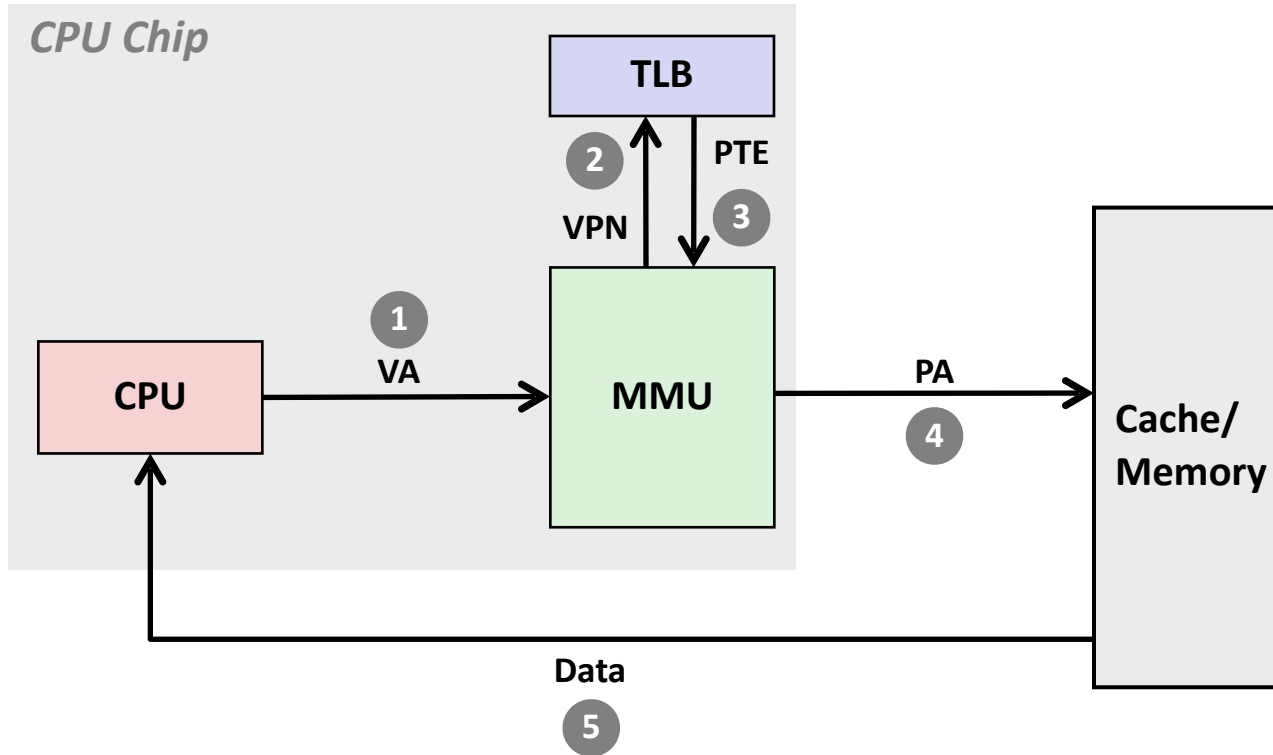 CPU Chip
TLB
2
PTE
VPN
3
1
VA
CPU
MMU
PA
4
Cache/
Memory
Data
5